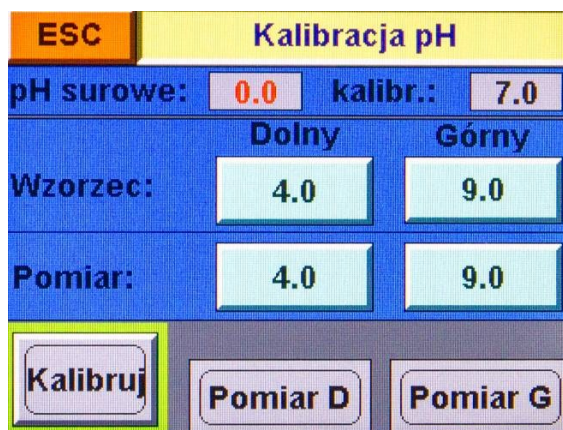 ESC Kalibracja pH
pH surowe: 0.0 kalibr.: 7.0
Dolny Górny
Wzorzec: 4.0 9.0
Pomiar: 4.0 9.0
Kalibruj Pomiar D Pomiar G